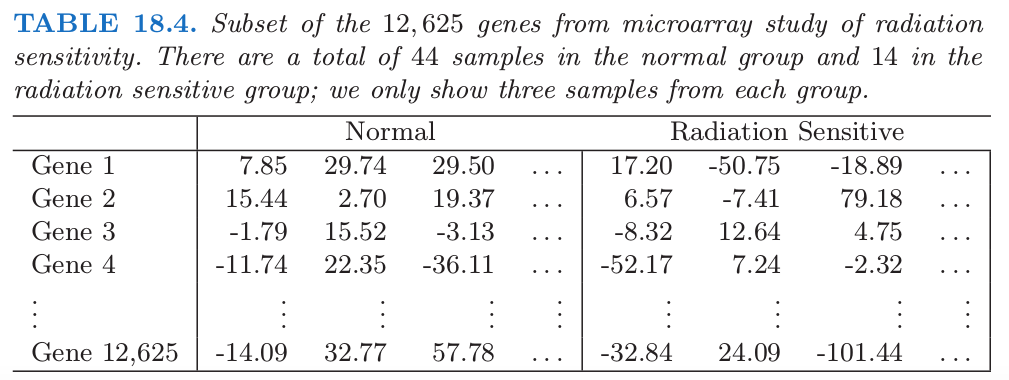 TABLE 18.4. Subset of the 12, 625 genes from microarray study of radiation
sensitivity. There are a total of 44 samples in the normal group and 14 in the
radiation sensitive group; we only show three samples from each group.
Normal Radiation Sensitive
Gene 1 7.85 29.74 29.50 ... 17.20 -50.75 -18.89 ...
Gene 2 15.44 2.70 19.37 ... 6.57 -7.41 79.18 ...
Gene 3 -1.79 15.52 -3.13 ... -8.32 12.64 4.75 ...
Gene 4 -11.74 22.35 -36.11 ... -52.17 7.24 -2.32 ...
⋮ ⋮ ⋮ ⋮ ⋮ ⋮ ⋮ ⋮ ⋮
Gene 12,625 -14.09 32.77 57.78 ... -32.84 24.09 -101.44 ...